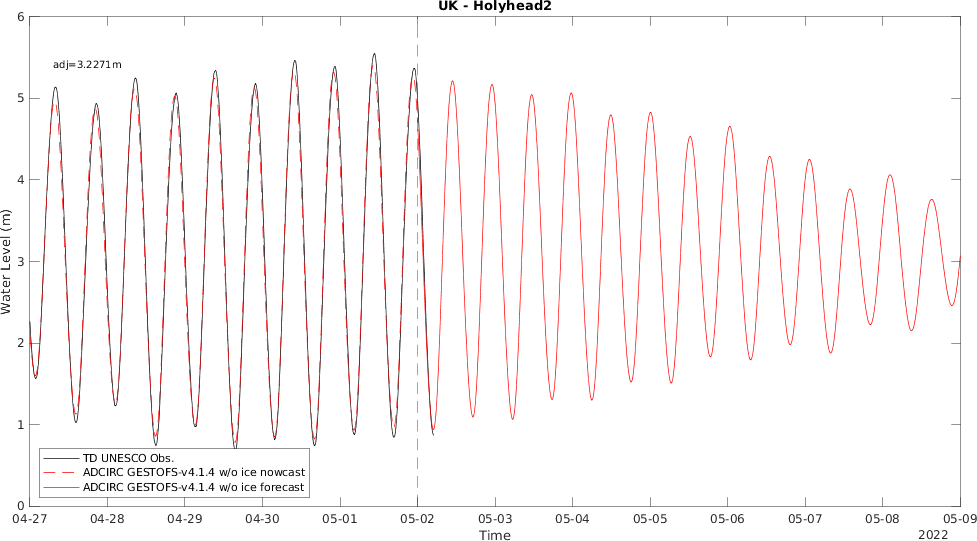 UK - Holyhead2
adj=3.2271m
6
5
4
3
2
1
0
Water Level (m)
TD UNESCO Obs.
ADCIRC GESTOFS-v4.1.4 w/o ice nowcast
ADCIRC GESTOFS-v4.1.4 w/o ice forecast
04-27 04-28 04-29 04-30 05-01 05-02 05-03 05-04 05-05 05-06 05-07 05-08 05-09
Time
2022